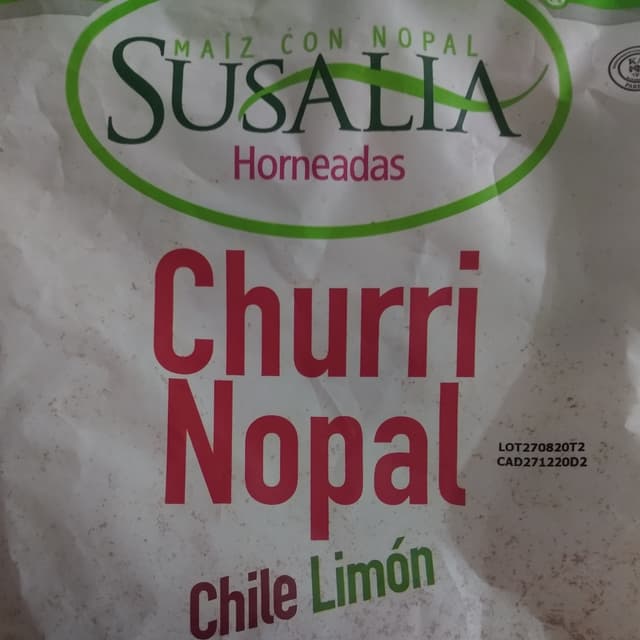 MAÍZ CON NOPAL
SUSALIA
Horneadas
Churri
Nopal
LOT270820T2
CAD271220D2
Chile Limón